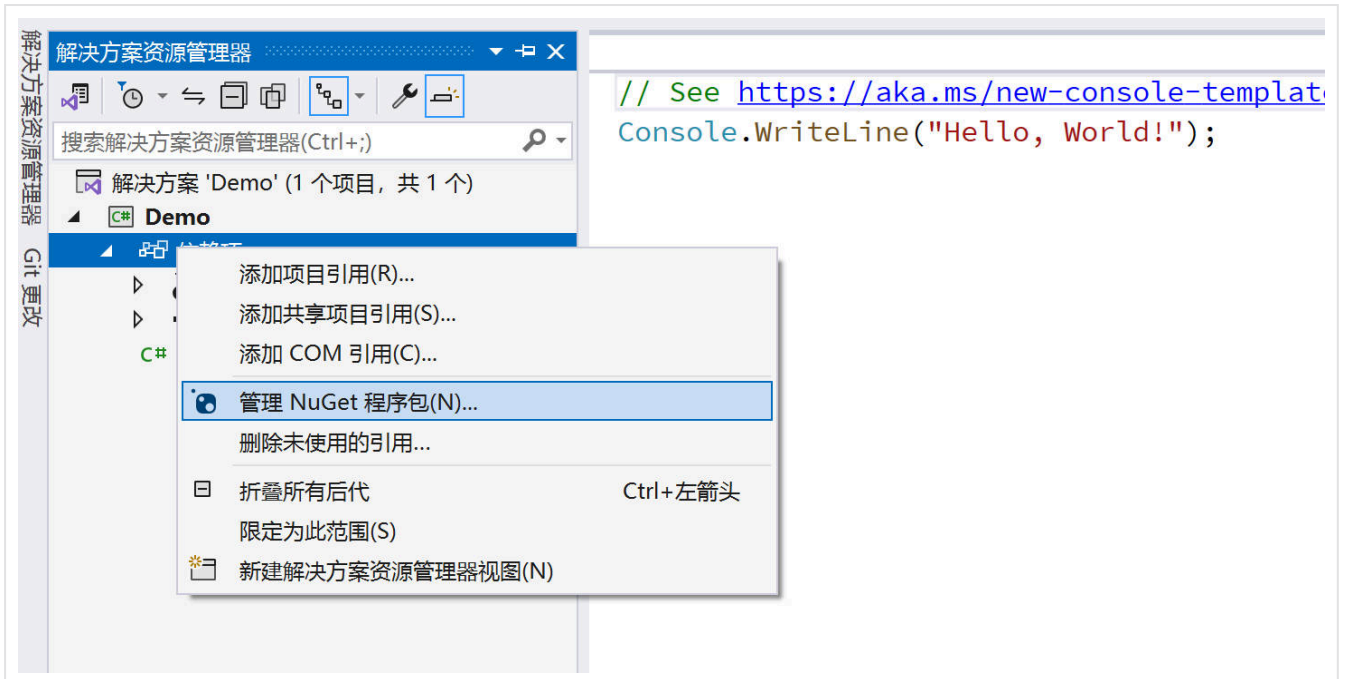 解决方案资源管理器
Git 更改
解决方案资源管理器
搜索解决方案资源管理器(Ctrl+;)
解决方案 'Demo' (1 个项目，共 1 个)
C# Demo
C#
添加项目引用(R)...
添加共享项目引用(S)...
添加 COM 引用(C)...
管理 NuGet 程序包(N)...
删除未使用的引用...
折叠所有后代 Ctrl+左箭头
限定为此范围(S)
新建解决方案资源管理器视图(N)
// See https://aka.ms/new-console-templat
Console.WriteLine("Hello, World!");